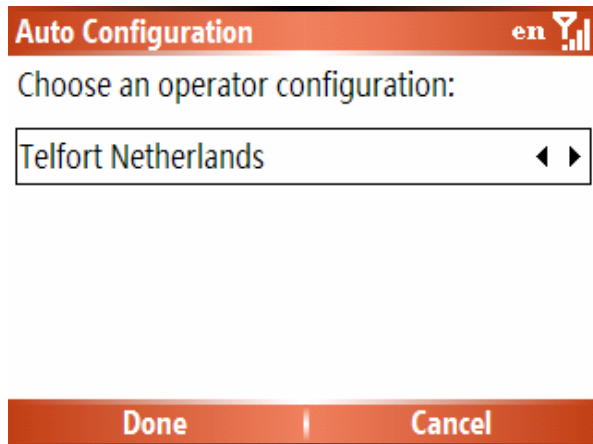 Auto Configuration en
Choose an operator configuration:
Telfort Netherlands
Done Cancel